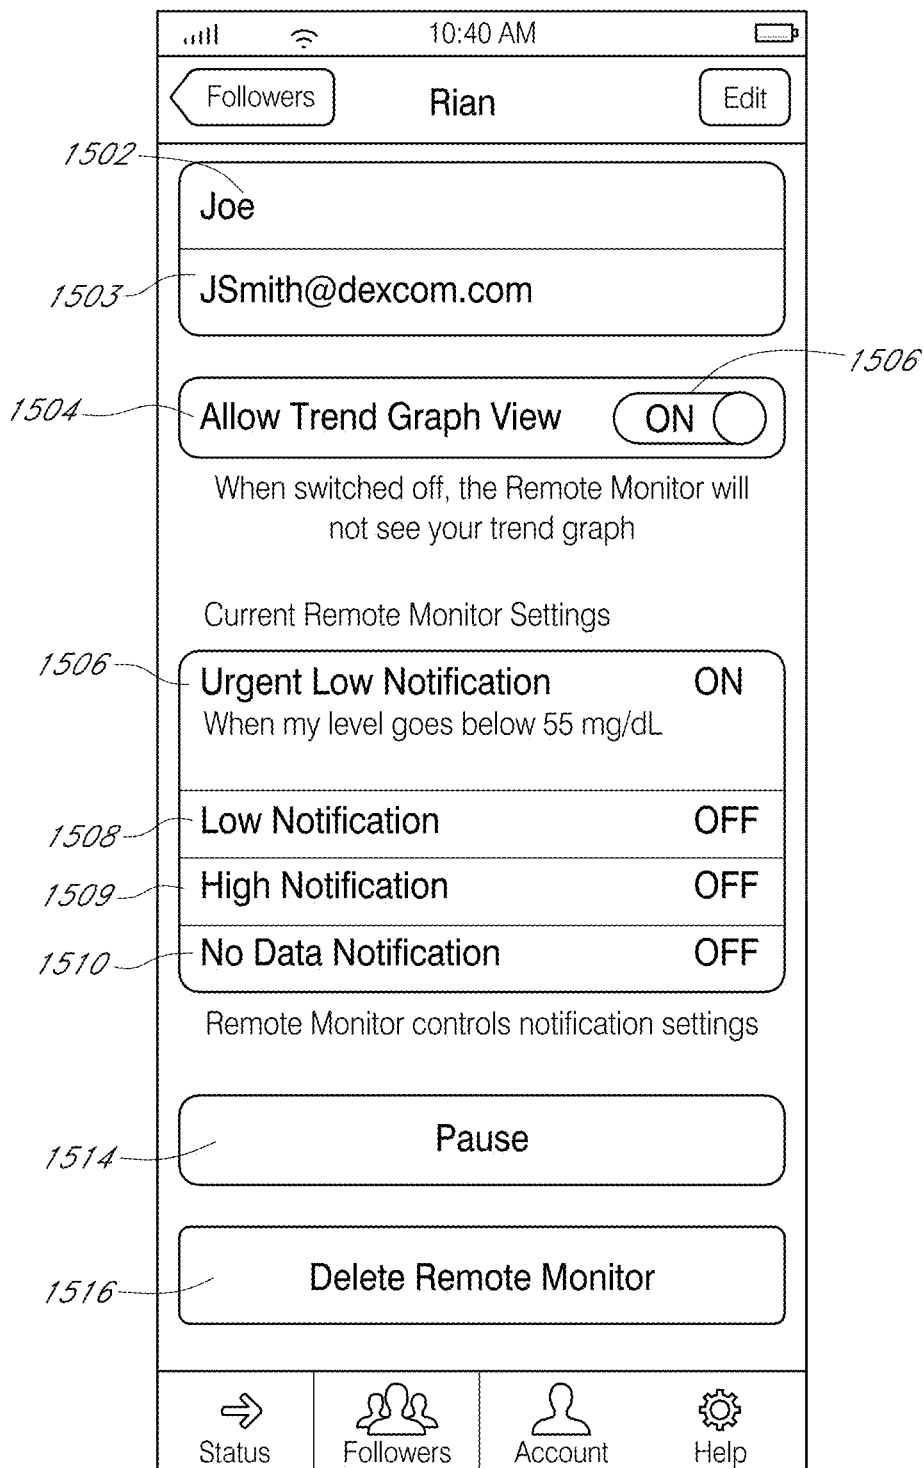 10:40 AM
Followers
Rian
Edit
1502
Joe
1503
JSmith@dexcom.com
1506
1504
Allow Trend Graph View
ON
When switched off, the Remote Monitor will
not see your trend graph
Current Remote Monitor Settings
1506
Urgent Low Notification
ON
When my level goes below 55 mg/dL
1508
Low Notification
OFF
1509
High Notification
OFF
1510
No Data Notification
OFF
Remote Monitor controls notification settings
1514
Pause
1516
Delete Remote Monitor
Status
Followers
Account
Help